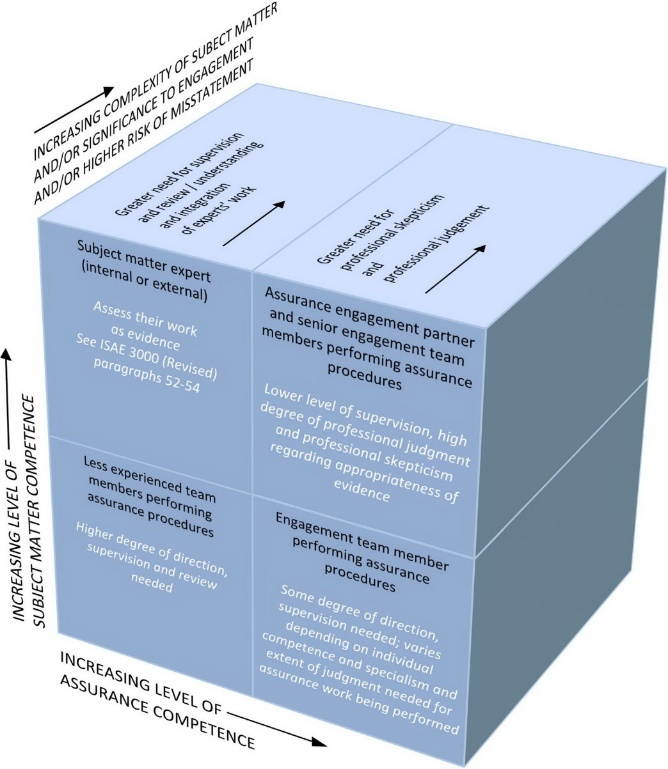 INCREASING COMPLEXITY OF SUBECT MATTER
AND/OR SIGNIFICANCE TO ENGAGEMENT
AND/OR HIGHER RISK OF MISSTATEMENT
Greater need for supervision
and review / understanding
and integration
of experts' work
Greater need for
professional skepticism
and
professional judgement
Subject matter expert
(internal or external)
Assess their work
as evidence
See ISAE 3000 (Revised)
paragraphs 52-54
Assurance engagement partner
and senior engagement team
members performing assurance
procedures
Lower level of supervision, high
degree of professional judgment
and professional skepticism
regarding appropriateness of
evidence
Less experienced team
members performing
assurance procedures
Higher degree of direction,
supervision and review
needed
Engagement team member
performing assurance
procedures
Some degree of direction,
supervision needed; varies
depending on individual
competence and specialism and
extent of judgment needed for
assurance work being performed
INCREASING LEVEL OF
SUBJECT MATTER COMPETENCE
INCREASING LEVEL OF
ASSURANCE COMPETENCE